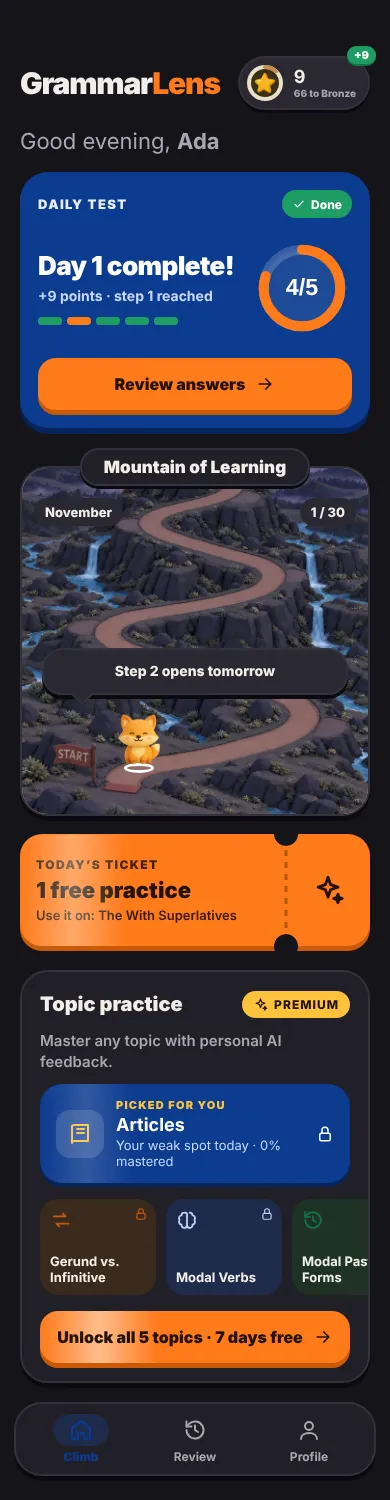 GrammarLens
+9
9
66 to Bronze
Good evening, Ada
DAILY TEST
Done
Day 1 complete!
+9 points · step 1 reached
4/5
Review answers
Mountain of Learning
November
1 / 30
Step 2 opens tomorrow
START
TODAY'S TICKET
1 free practice
Use it on: The With Superlatives
Topic practice
PREMIUM
Master any topic with personal AI
feedback.
PICKED FOR YOU
Articles
Your weak spot today · 0%
mastered
Gerund vs.
Infinitive
Modal Verbs
Modal Past
Forms
Unlock all 5 topics · 7 days free
Climb
Review
Profile